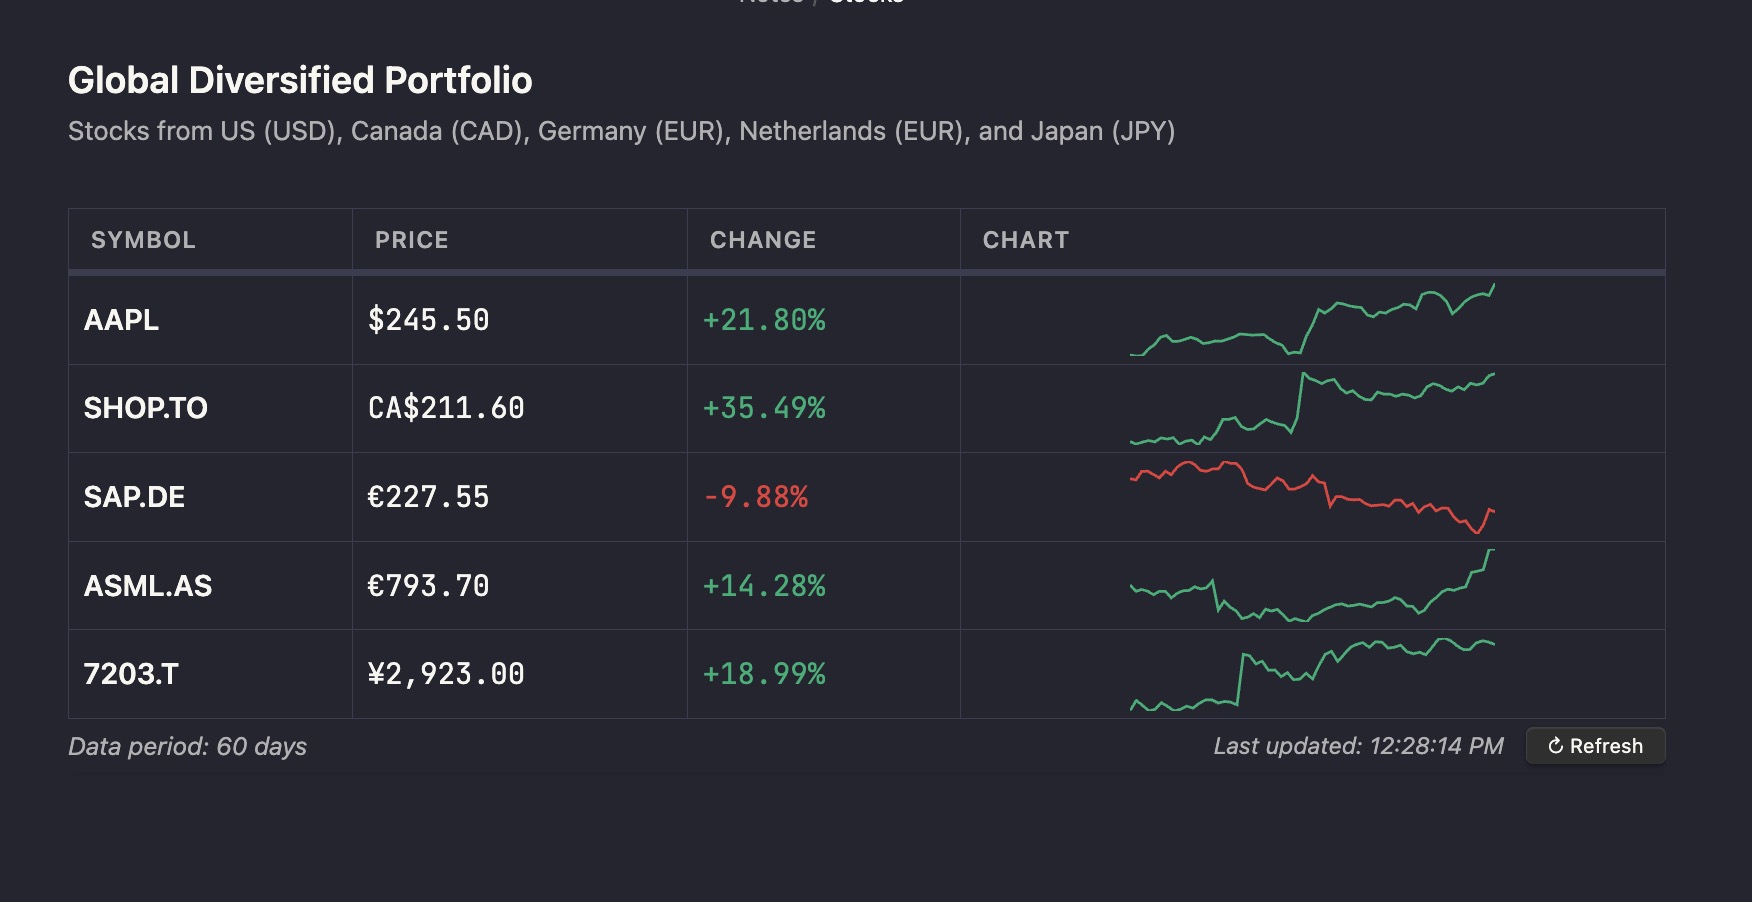 Notes / Stocks
Global Diversified Portfolio
Stocks from US (USD), Canada (CAD), Germany (EUR), Netherlands (EUR), and Japan (JPY)
SYMBOL PRICE CHANGE CHART
AAPL $245.50 +21.80%
SHOP.TO CA$211.60 +35.49%
SAP.DE €227.55 -9.88%
ASML.AS €793.70 +14.28%
7203.T ¥2,923.00 +18.99%
Data period: 60 days Last updated: 12:28:14 PM Refresh